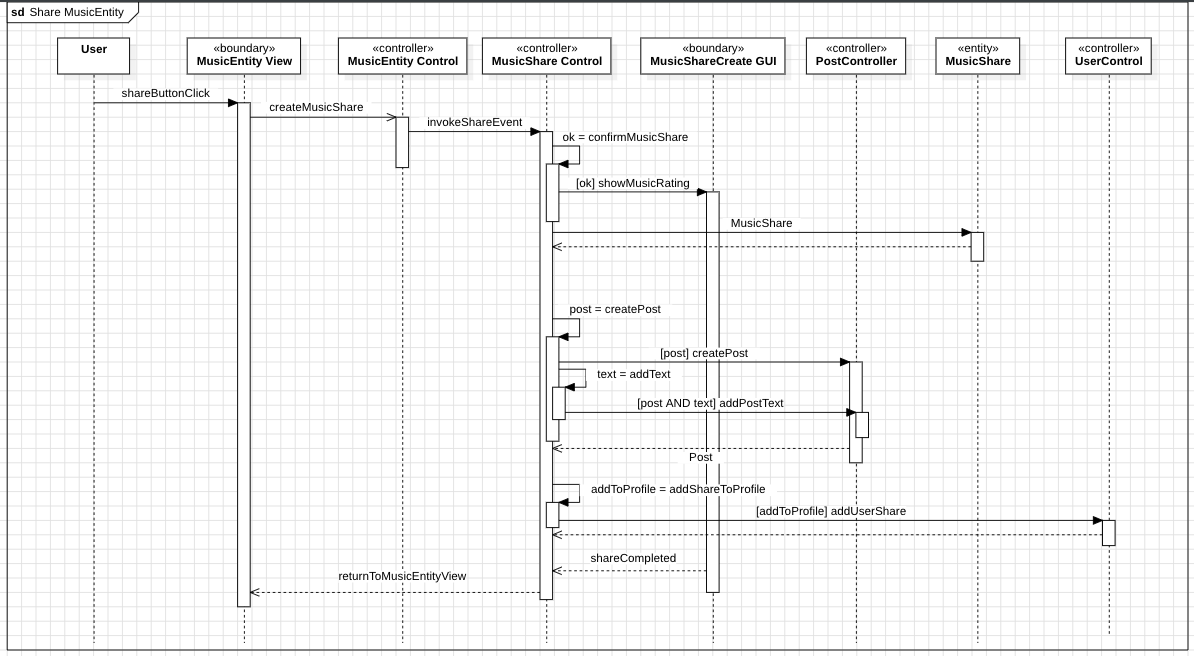 sd Share MusicEntity
User
«boundary»
MusicEntity View
«controller»
MusicEntity Control
«controller»
MusicShare Control
«boundary»
MusicShareCreate GUI
«controller»
PostController
«entity»
MusicShare
«controller»
UserControl
shareButtonClick
createMusicShare
invokeShareEvent
ok = confirmMusicShare
[ok] showMusicRating
MusicShare
post = createPost
[post] createPost
text = addText
[post AND text] addPostText
Post
addToProfile = addShareToProfile
[addToProfile] addUserShare
shareCompleted
returnToMusicEntityView